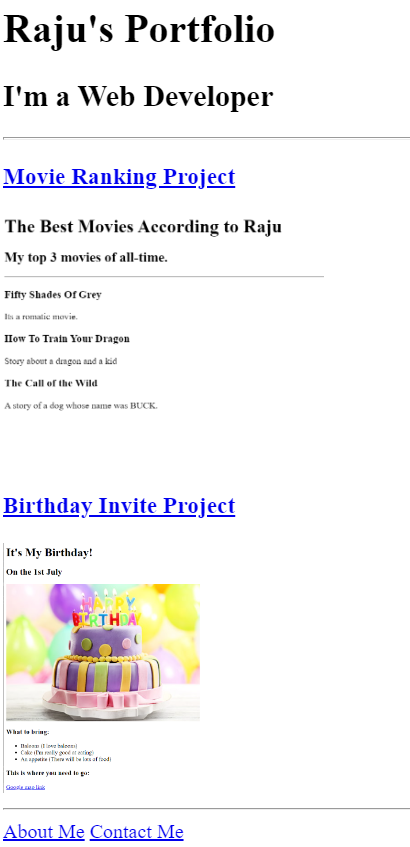 Raju's Portfolio
I'm a Web Developer
Movie Ranking Project
The Best Movies According to Raju
My top 3 movies of all-time.
Fifty Shades Of Grey
Its a romatic movie.
How To Train Your Dragon
Story about a dragon and a kid
The Call of the Wild
A story of a dog whose name was BUCK.
Birthday Invite Project
It's My Birthday!
On the 1st July
HAPPY
BIRTHDAY
What to bring:
Baloons (I love baloons)
Cake (I'm really good at eating)
An appetite (There will be lots of food)
This is where you need to go:
Google map link
About Me Contact Me